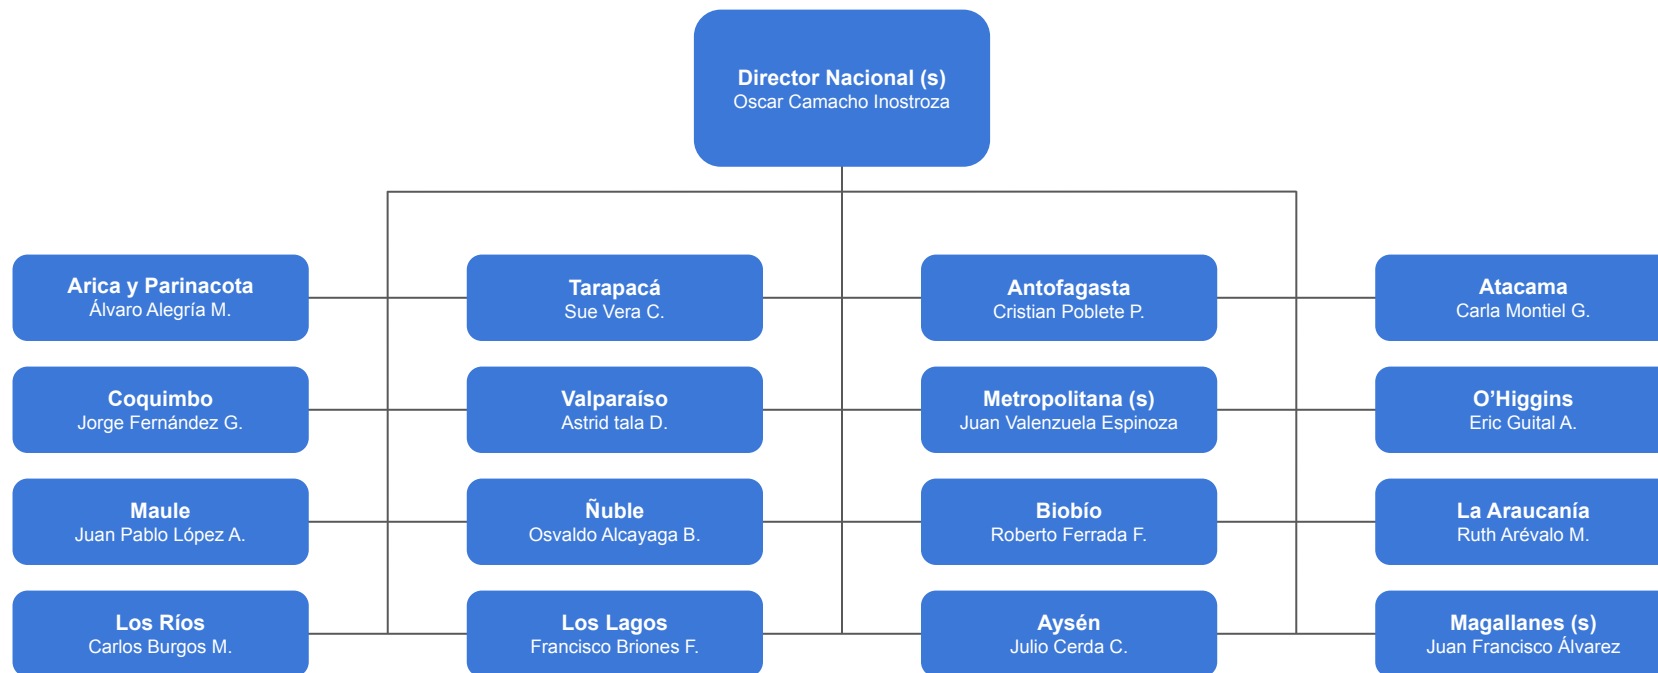 Director Nacional (s)
Oscar Camacho Inostroza
Arica y Parinacota
Álvaro Alegría M.
Tarapacá
Sue Vera C.
Antofagasta
Cristian Poblete P.
Atacama
Carla Montiel G.
Coquimbo
Jorge Fernández G.
Valparaíso
Astrid tala D.
Metropolitana (s)
Juan Valenzuela Espinoza
O’Higgins
Eric Guital A.
Maule
Juan Pablo López A.
Ñuble
Osvaldo Alcayaga B.
Biobío
Roberto Ferrada F.
La Araucanía
Ruth Arévalo M.
Los Ríos
Carlos Burgos M.
Los Lagos
Francisco Briones F.
Aysén
Julio Cerda C.
Magallanes (s)
Juan Francisco Álvarez